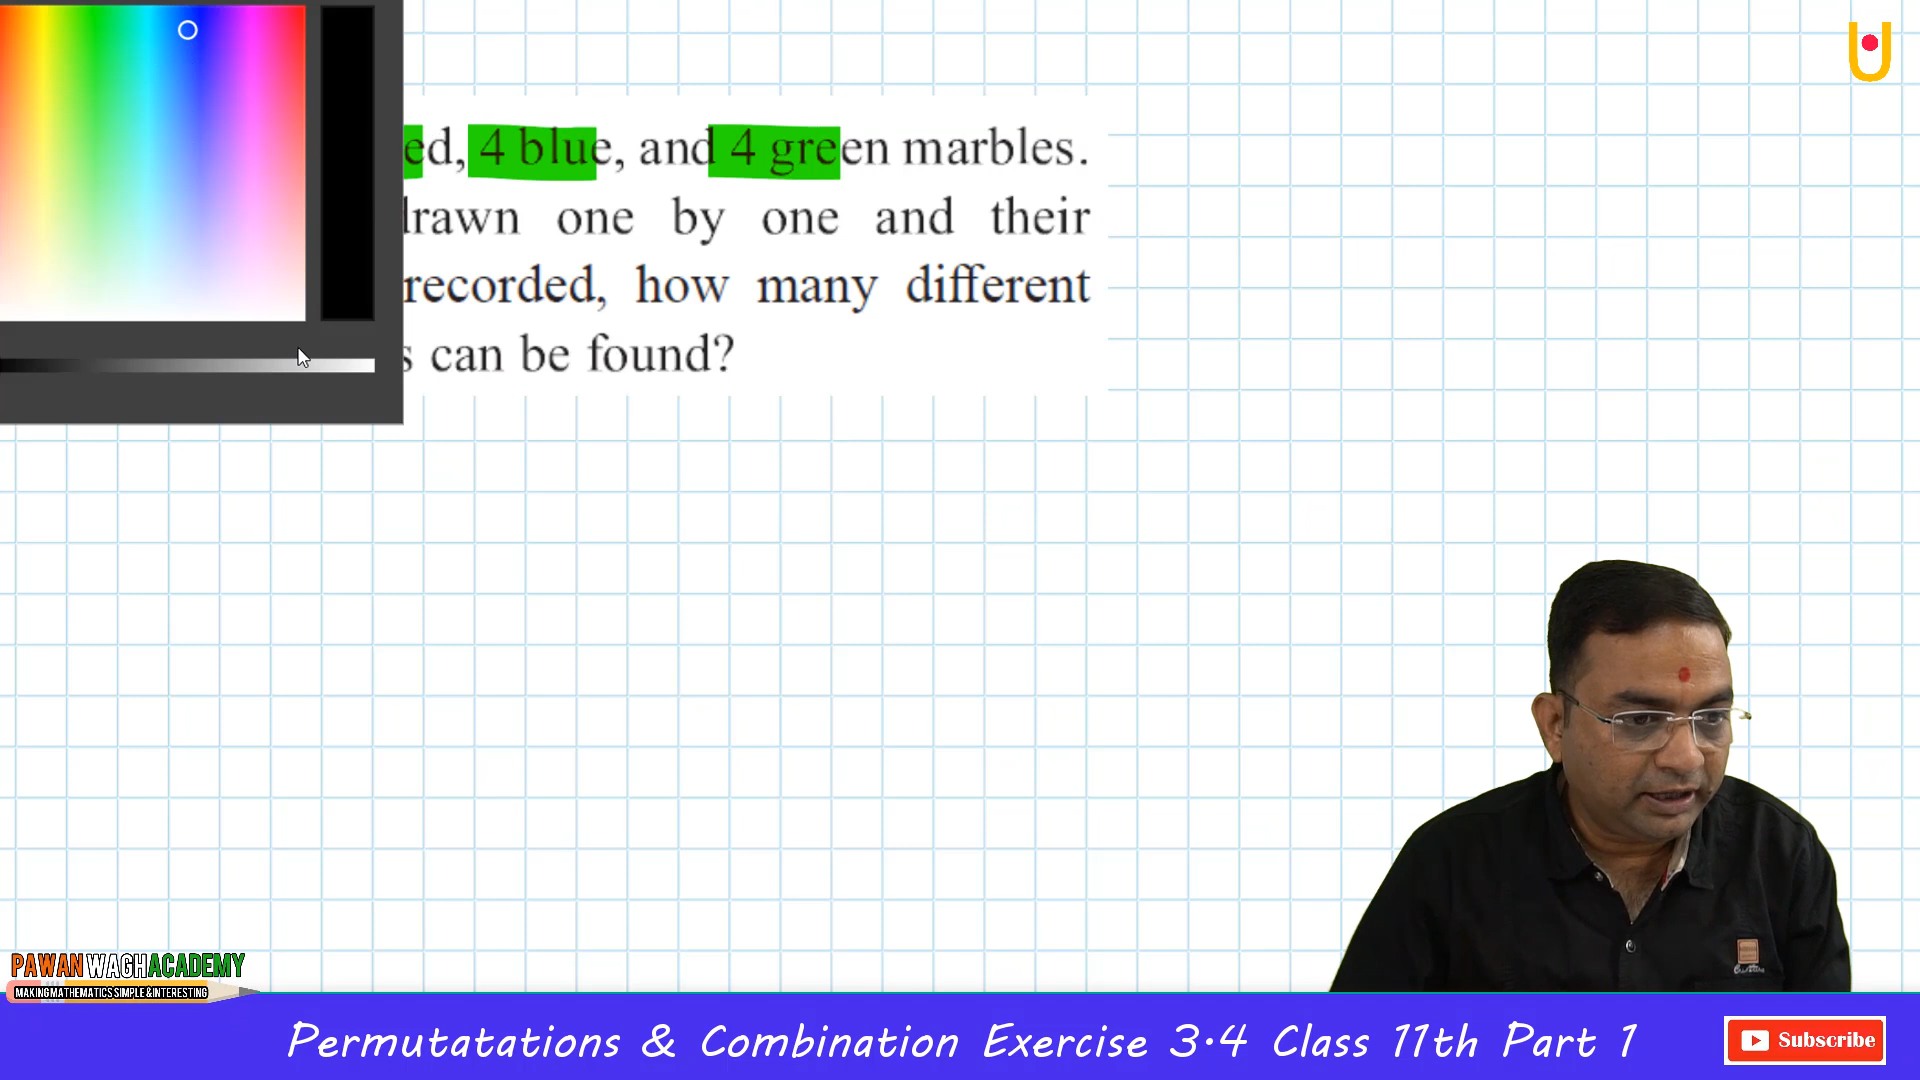 ed, 4 blue, and 4 green marbles.
drawn one by one and their
recorded, how many different
s can be found?
PAWAN WAGH ACADEMY
MAKING MATHEMATICS SIMPLE & INTERESTING
Permutatations & Combination Exercise 3.4 Class 11th Part 1
Subscribe